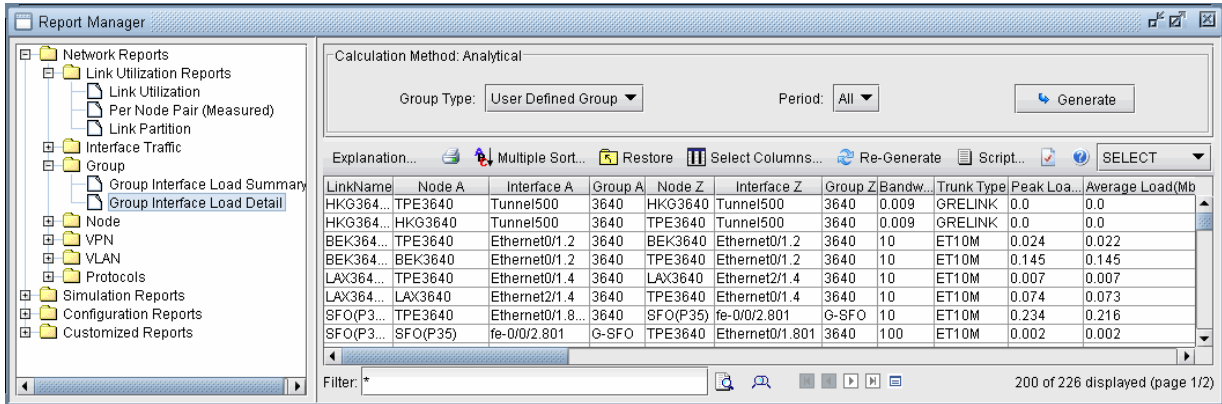 Report Manager
Network Reports
Link Utilization Reports
Link Utilization
Per Node Pair (Measured)
Link Partition
Interface Traffic
Group
Group Interface Load Summary
Group Interface Load Detail
Node
VPN
VLAN
Protocols
Simulation Reports
Configuration Reports
Customized Reports
Calculation Method: Analytical
Group Type: User Defined Group Period: All Generate
Explanation... Multiple Sort... Restore Select Columns... Re-Generate Script... SELECT
LinkName Node A Interface A Group A Node Z Interface Z Group Z Bandw... Trunk Type Peak Loa... Average Load(Mb
HKG364... TPE3640 Tunnel500 3640 HKG3640 Tunnel500 3640 0.009 GRELINK 0.0 0.0
HKG364... HKG3640 Tunnel500 3640 TPE3640 Tunnel500 3640 0.009 GRELINK 0.0 0.0
BEK364... TPE3640 Ethernet0/1.2 3640 BEK3640 Ethernet0/1.2 3640 10 ET10M 0.024 0.022
BEK364... BEK3640 Ethernet0/1.2 3640 TPE3640 Ethernet0/1.2 3640 10 ET10M 0.145 0.145
LAX364... TPE3640 Ethernet0/1.4 3640 LAX3640 Ethernet2/1.4 3640 10 ET10M 0.007 0.007
LAX364... LAX3640 Ethernet2/1.4 3640 TPE3640 Ethernet0/1.4 3640 10 ET10M 0.074 0.073
SFO(P3... TPE3640 Ethernet0/1.8... 3640 SFO(P35) fe-0/0/2.801 G-SFO 10 ET10M 0.234 0.216
SFO(P3... SFO(P35) fe-0/0/2.801 G-SFO TPE3640 Ethernet0/1.801 3640 100 ET10M 0.002 0.002
Filter: * 200 of 226 displayed (page 1/2)